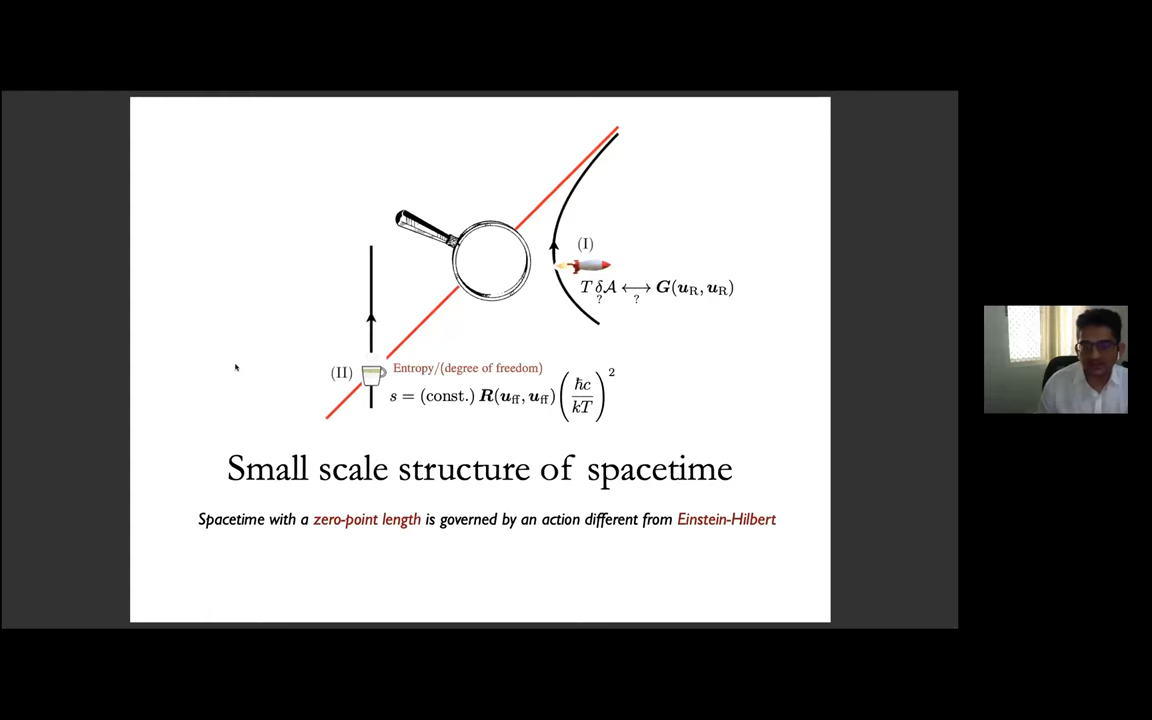 (I)
T δA ⟷ G(u_R, u_R)
? ?
(II)
Entropy/(degree of freedom)
s = (const.) R(u_ff, u_ff) (ħc / kT)^2
Small scale structure of spacetime
Spacetime with a zero-point length is governed by an action different from Einstein-Hilbert